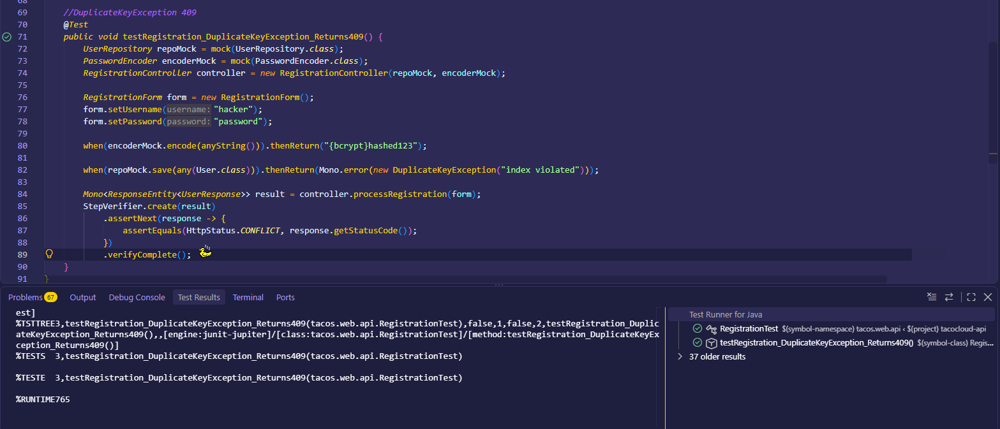 68
69 //DuplicateKeyException 409
70 @Test
71 public void testRegistration_DuplicateKeyException_Returns409() {
72 UserRepository repoMock = mock(UserRepository.class);
73 PasswordEncoder encoderMock = mock(PasswordEncoder.class);
74 RegistrationController controller = new RegistrationController(repoMock, encoderMock);
75
76 RegistrationForm form = new RegistrationForm();
77 form.setUsername(username: "hacker");
78 form.setPassword(password: "password");
79
80 when(encoderMock.encode(anyString())).thenReturn("{bcrypt}hashed123");
81
82 when(repoMock.save(any(User.class))).thenReturn(Mono.error(new DuplicateKeyException("index violated")));
83
84 Mono<ResponseEntity<UserResponse>> result = controller.processRegistration(form);
85 StepVerifier.create(result)
86 .assertNext(response -> {
87 assertEquals(HttpStatus.CONFLICT, response.getStatusCode());
88 })
89 .verifyComplete();
90 }
91 }
Problems 67 Output Debug Console Test Results Terminal Ports
est]
%TSTTREE3,testRegistration_DuplicateKeyException_Returns409(tacos.web.api.RegistrationTest),false,1,false,2,testRegistration_Duplic
ateKeyException_Returns409(),,[engine:junit-jupiter]/[class:tacos.web.api.RegistrationTest]/[method:testRegistration_DuplicateKeyEx
ception_Returns409()]
%TESTS 3,testRegistration_DuplicateKeyException_Returns409(tacos.web.api.RegistrationTest)
%TESTE 3,testRegistration_DuplicateKeyException_Returns409(tacos.web.api.RegistrationTest)
%RUNTIME765
Test Runner for Java
RegistrationTest $(symbol-namespace) tacos.web.api ‹ $(project) tacocloud-api
testRegistration_DuplicateKeyException_Returns409() $(symbol-class) Regis...
37 older results